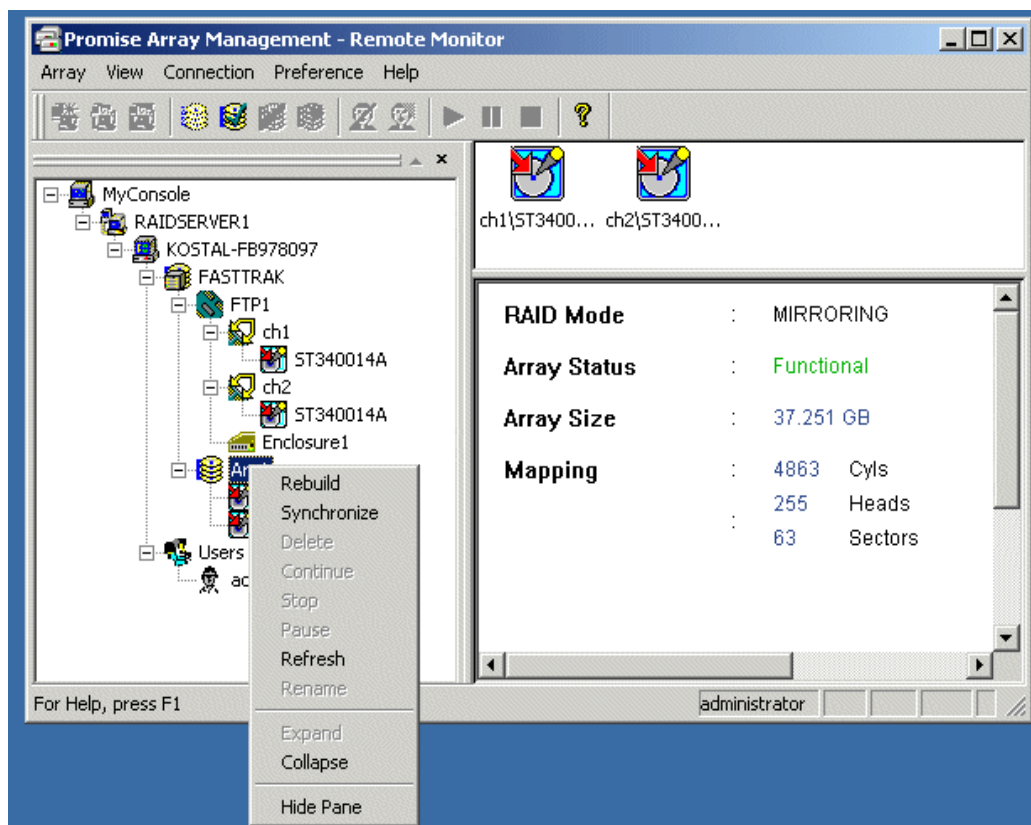 Promise Array Management - Remote Monitor
Array View Connection Preference Help
MyConsole
RAIDSERVER1
KOSTAL-FB978097
FASTTRAK
FTP1
ch1
ST340014A
ch2
ST340014A
Enclosure1
Users
Rebuild
Synchronize
Delete
Continue
Stop
Pause
Refresh
Rename
Expand
Collapse
Hide Pane
ch1\ST3400... ch2\ST3400...
RAID Mode : MIRRORING
Array Status : Functional
Array Size : 37.251 GB
Mapping : 4863 Cyls
255 Heads
: 63 Sectors
For Help, press F1
administrator